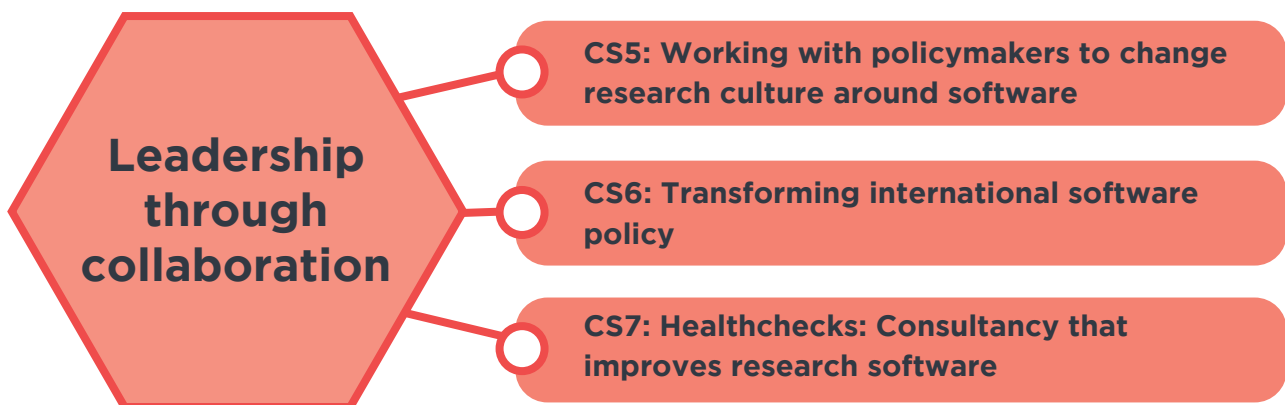 Leadership
through
collaboration
CS5: Working with policymakers to change
research culture around software
CS6: Transforming international software
policy
CS7: Healthchecks: Consultancy that
improves research software